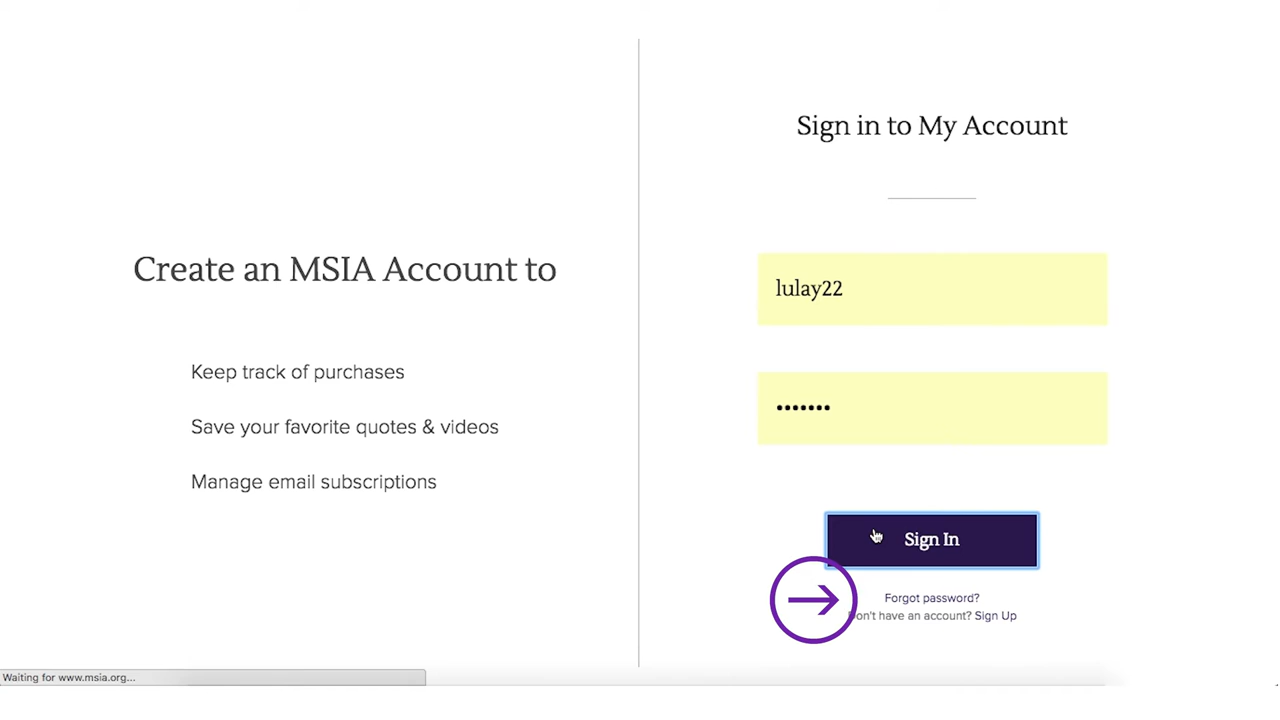 Create an MSIA Account to
Keep track of purchases
Save your favorite quotes & videos
Manage email subscriptions
Sign in to My Account
lulay22
•••••••
Sign In
Forgot password?
Don't have an account? Sign Up
Waiting for www.msia.org...